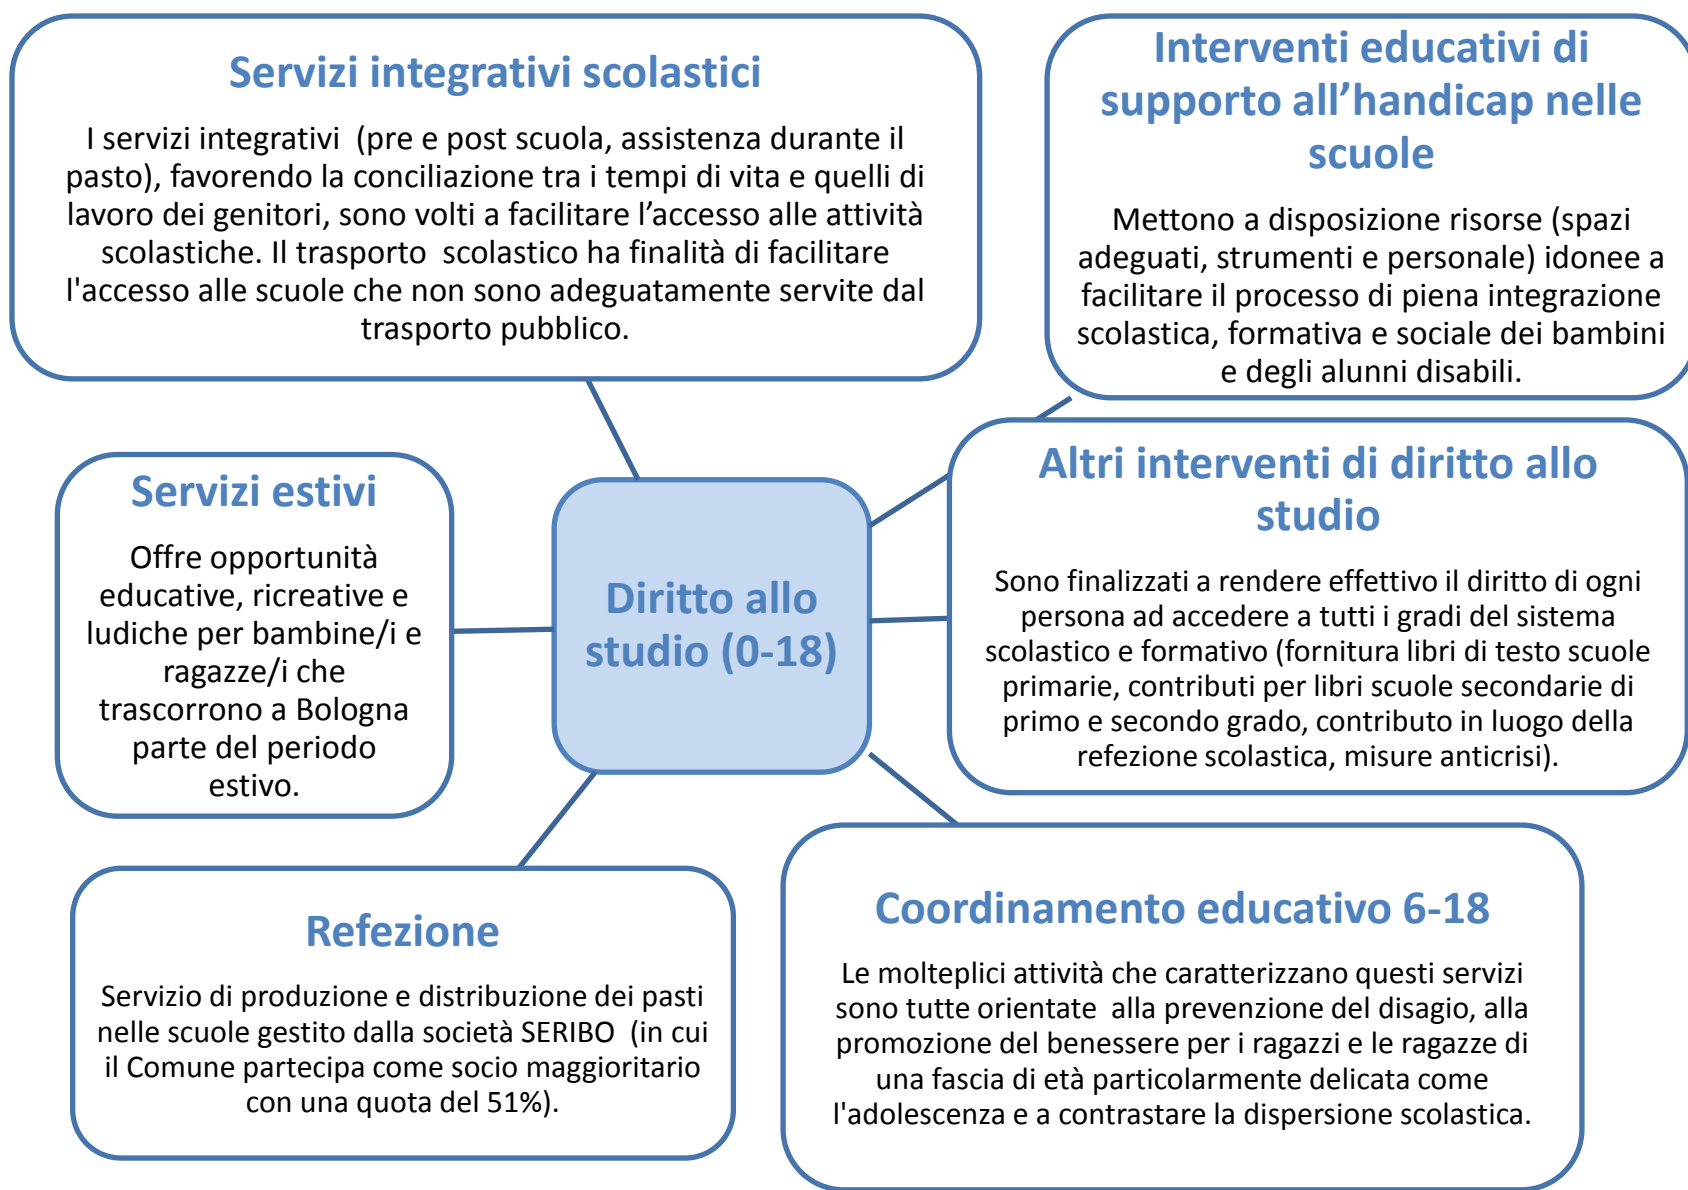 Servizi integrativi scolastici
I servizi integrativi (pre e post scuola, assistenza durante il
pasto), favorendo la conciliazione tra i tempi di vita e quelli di
lavoro dei genitori, sono volti a facilitare l’accesso alle attività
scolastiche. Il trasporto scolastico ha finalità di facilitare
l'accesso alle scuole che non sono adeguatamente servite dal
trasporto pubblico.
Interventi educativi di
supporto all’handicap nelle
scuole
Mettono a disposizione risorse (spazi
adeguati, strumenti e personale) idonee a
facilitare il processo di piena integrazione
scolastica, formativa e sociale dei bambini
e degli alunni disabili.
Servizi estivi
Offre opportunità
educative, ricreative e
ludiche per bambine/i e
ragazze/i che
trascorrono a Bologna
parte del periodo
estivo.
Diritto allo
studio (0-18)
Altri interventi di diritto allo
studio
Sono finalizzati a rendere effettivo il diritto di ogni
persona ad accedere a tutti i gradi del sistema
scolastico e formativo (fornitura libri di testo scuole
primarie, contributi per libri scuole secondarie di
primo e secondo grado, contributo in luogo della
refezione scolastica, misure anticrisi).
Refezione
Servizio di produzione e distribuzione dei pasti
nelle scuole gestito dalla società SERIBO (in cui
il Comune partecipa come socio maggioritario
con una quota del 51%).
Coordinamento educativo 6-18
Le molteplici attività che caratterizzano questi servizi
sono tutte orientate alla prevenzione del disagio, alla
promozione del benessere per i ragazzi e le ragazze di
una fascia di età particolarmente delicata come
l'adolescenza e a contrastare la dispersione scolastica.